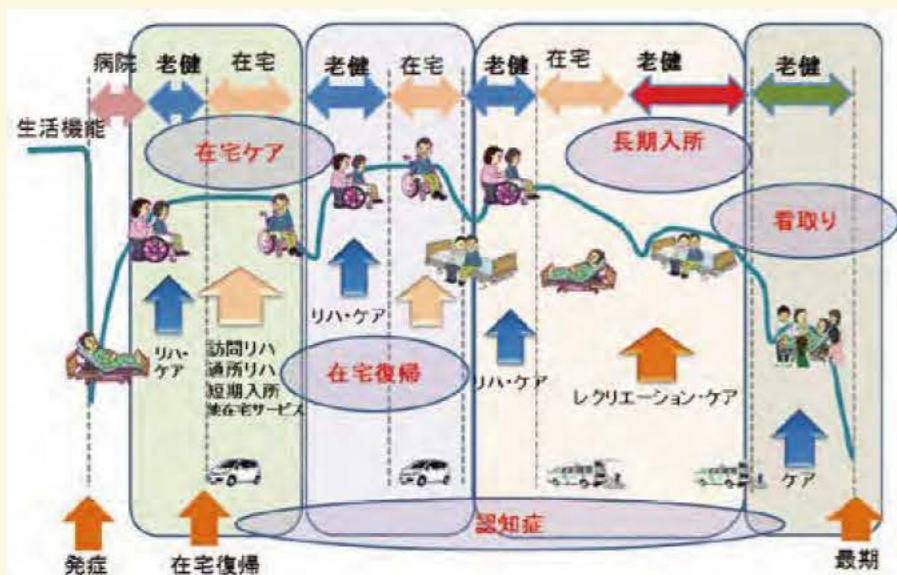 病院
老健
在宅
老健
在宅
老健
在宅
老健
老健
生活機能
在宅ケア
長期入所
看取り
リハ・ケア
リハ・
ケア
訪問リハ
通所リハ
短期入所
他在宅サービス
在宅復帰
リハ・ケア
レクリエーション・ケア
ケア
認知症
発症
在宅復帰
最期